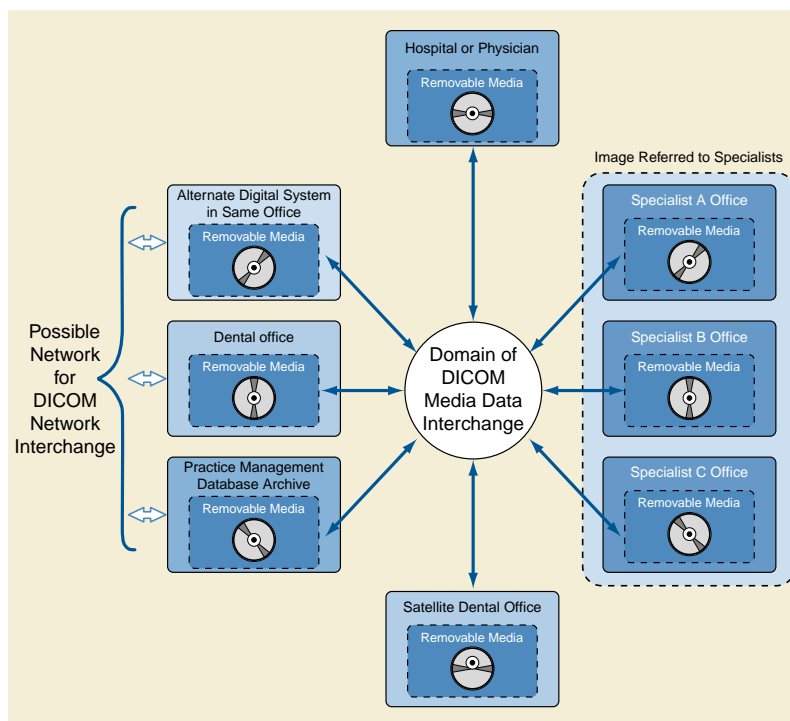 Hospital or Physician
Removable Media
Image Referred to Specialists
Alternate Digital System
in Same Office
Removable Media
Specialist A Office
Removable Media
Possible
Network
for
DICOM
Network
Interchange
Dental office
Removable Media
Domain of
DICOM
Media Data
Interchange
Specialist B Office
Removable Media
Practice Management
Database Archive
Removable Media
Specialist C Office
Removable Media
Satellite Dental Office
Removable Media